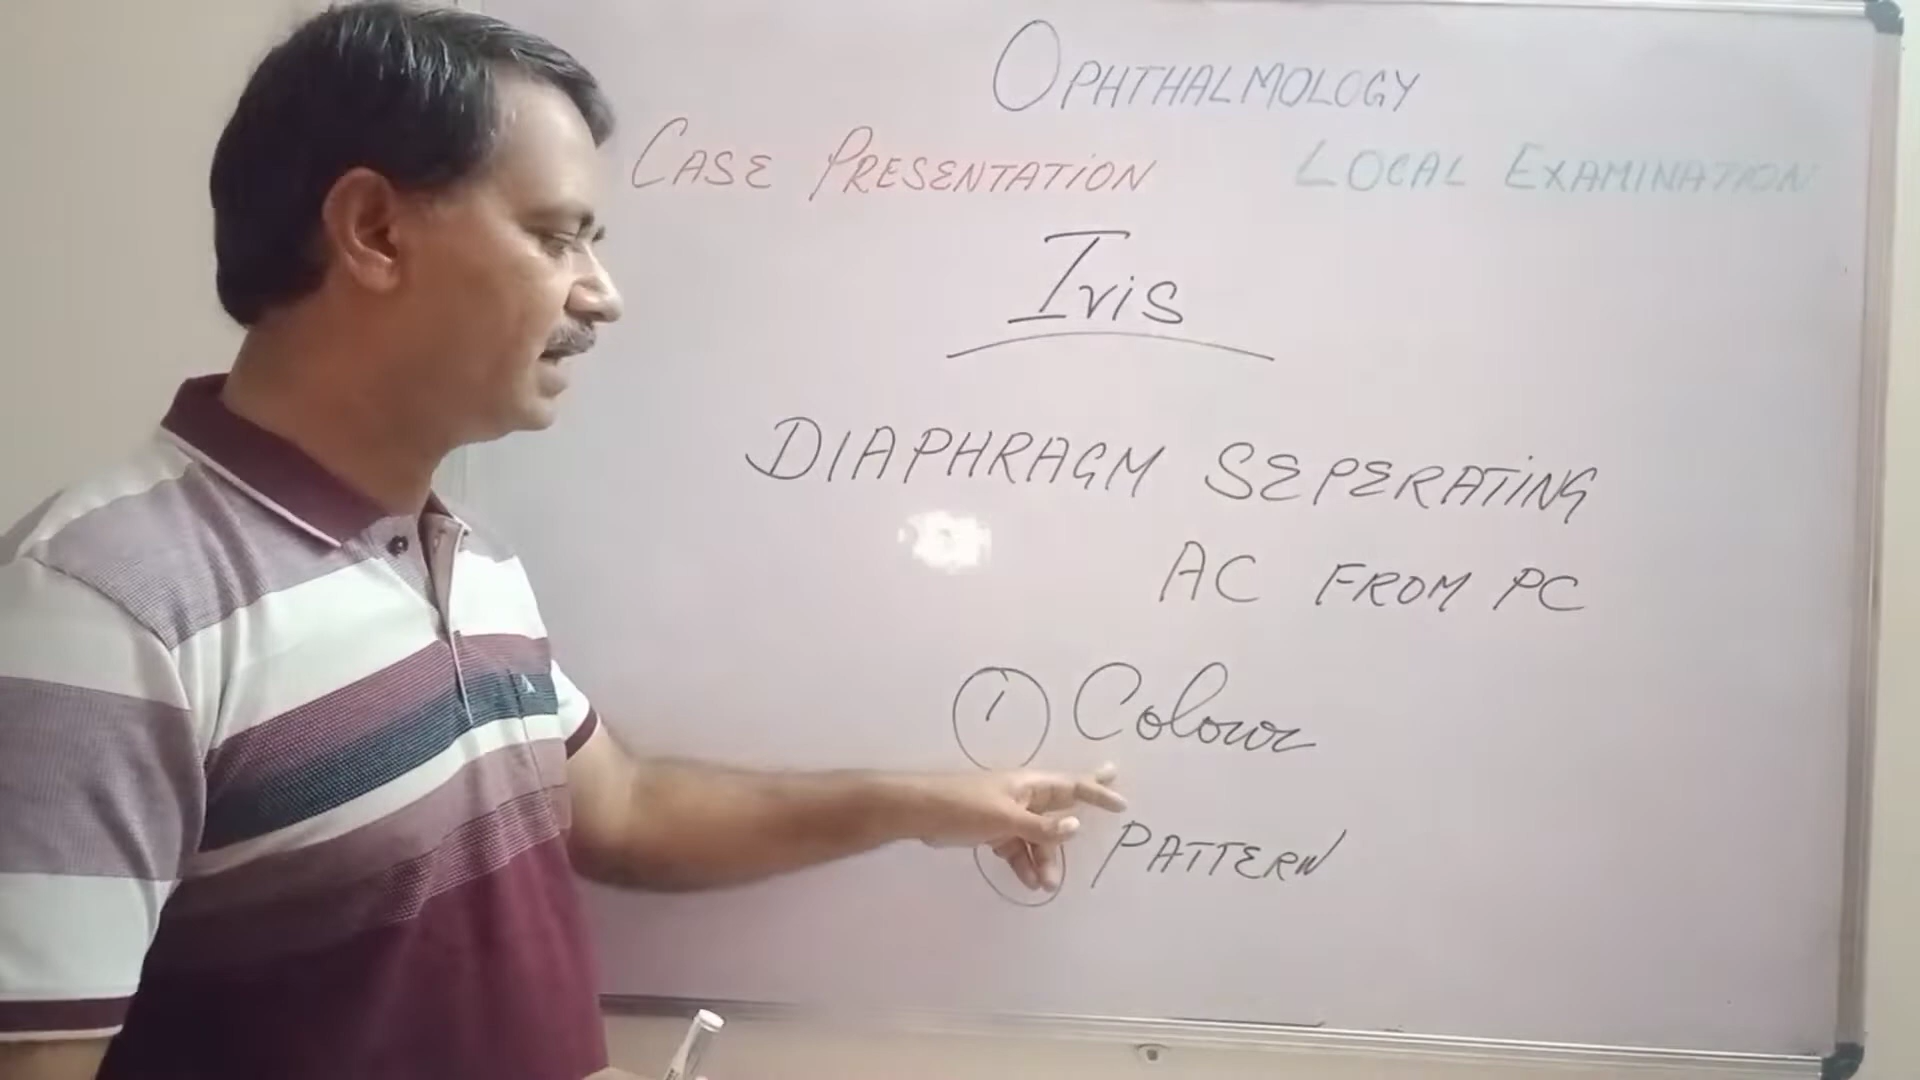 OPHTHALMOLOGY
CASE PRESENTATION LOCAL EXAMINATION
Iris
DIAPHRAGM SEPERATING
AC FROM PC
1 Colour
PATTERN